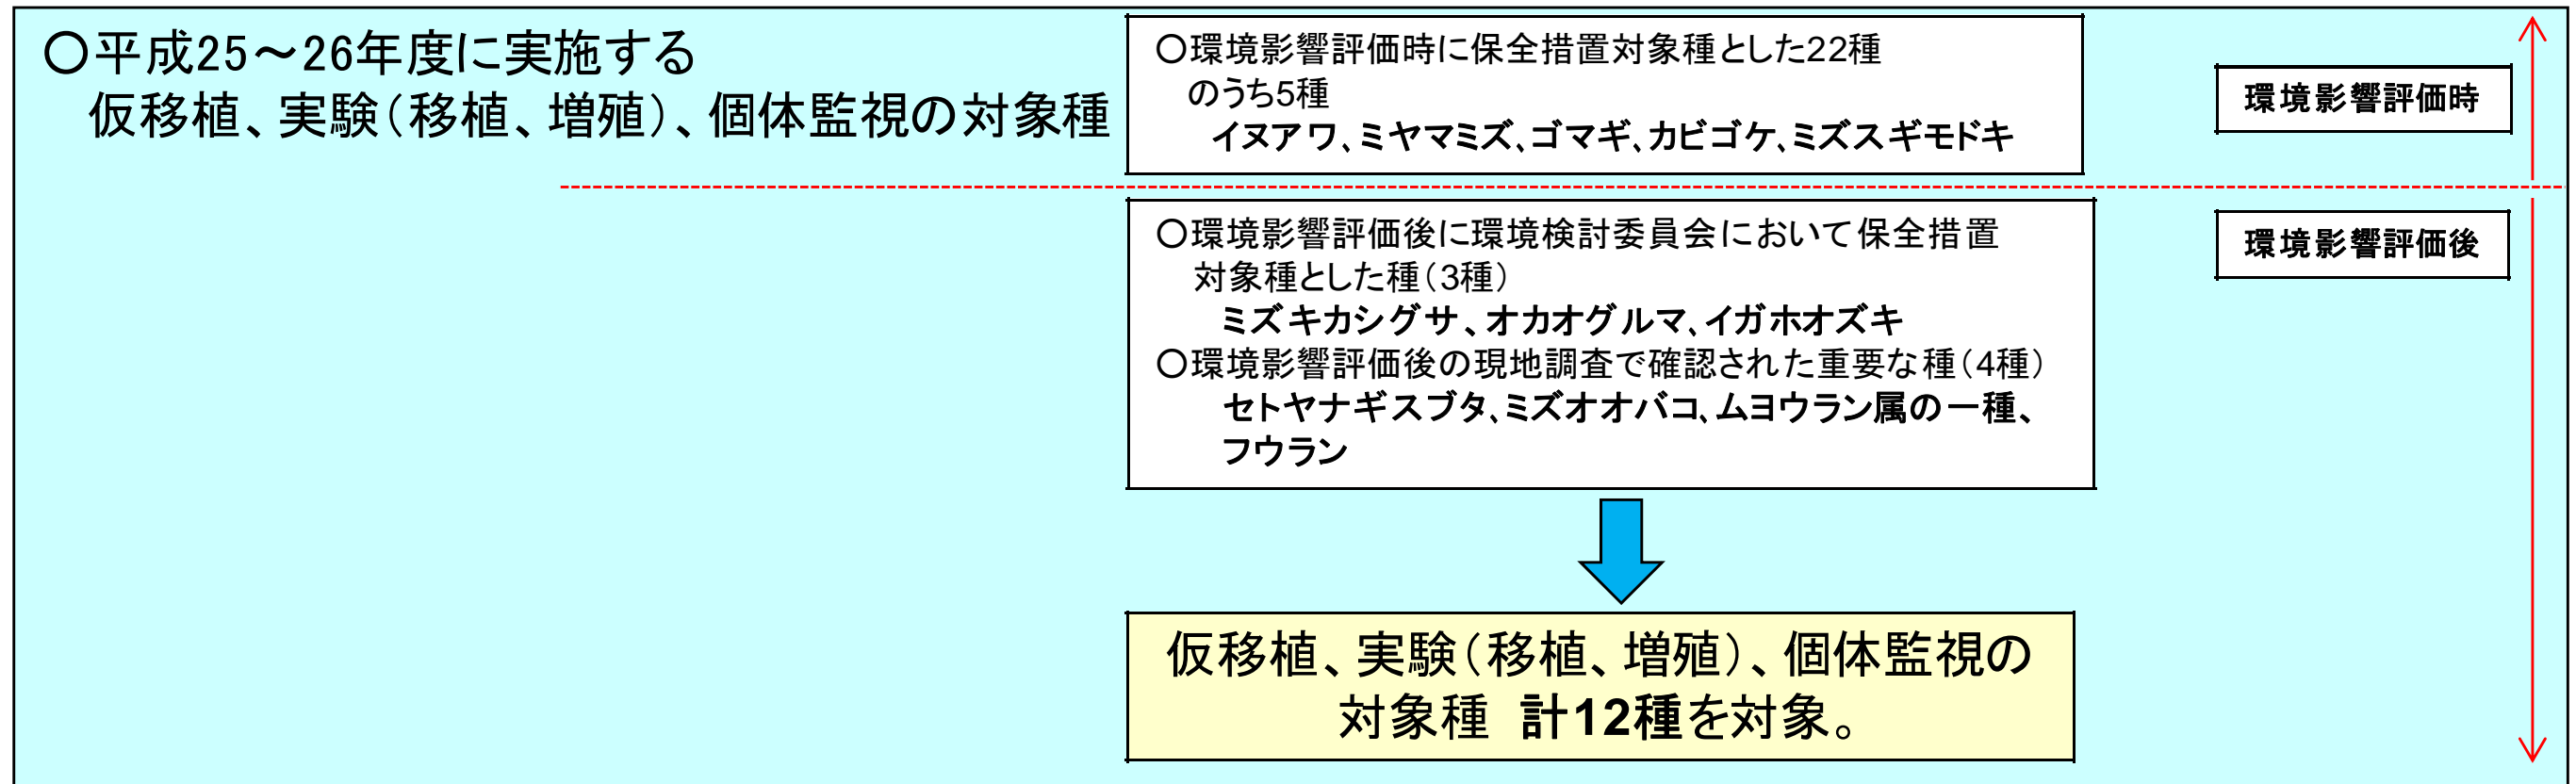 〇平成25～26年度に実施する
仮移植、実験（移植、増殖）、個体監視の対象種
〇環境影響評価時に保全措置対象種とした22種
のうち5種
イヌアワ、ミヤマミズ、ゴマギ、カビゴケ、ミズスギモドキ
環境影響評価時
〇環境影響評価後に環境検討委員会において保全措置
対象種とした種（3種）
ミズキカシグサ、オカオグルマ、イガホオズキ
〇環境影響評価後の現地調査で確認された重要な種（4種）
セトヤナギスブタ、ミズオオバコ、ムヨウラン属の一種、
フウラン
環境影響評価後
仮移植、実験（移植、増殖）、個体監視の
対象種 計12種を対象。